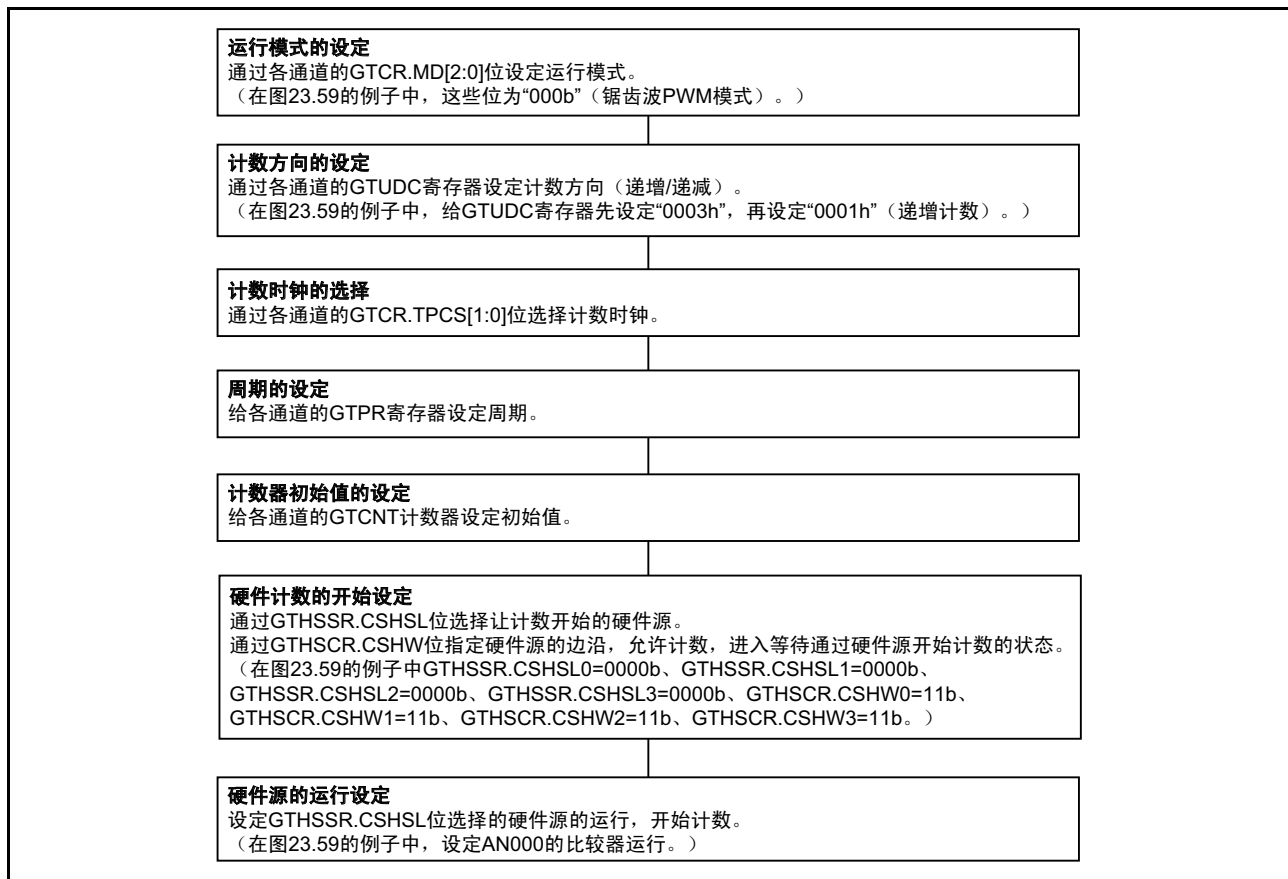 运行模式的设定
通过各通道的GTCR.MD[2:0]位设定运行模式。
（在图23.59的例子中，这些位为“000b”（锯齿波PWM模式）。）
计数方向的设定
通过各通道的GTUDC寄存器设定计数方向（递增/递减）。
（在图23.59的例子中，给GTUDC寄存器先设定“0003h”，再设定“0001h”（递增计数）。）
计数时钟的选择
通过各通道的GTCR.TPCS[1:0]位选择计数时钟。
周期的设定
给各通道的GTPR寄存器设定周期。
计数器初始值的设定
给各通道的GTCNT计数器设定初始值。
硬件计数的开始设定
通过GTHSSR.CSHSL位选择让计数开始的硬件源。
通过GTHSCR.CSHW位指定硬件源的边沿，允许计数，进入等待通过硬件源开始计数的状态。
（在图23.59的例子中GTHSSR.CSHSL0=0000b、GTHSSR.CSHSL1=0000b、
GTHSSR.CSHSL2=0000b、GTHSSR.CSHSL3=0000b、GTHSCR.CSHW0=11b、
GTHSCR.CSHW1=11b、GTHSCR.CSHW2=11b、GTHSCR.CSHW3=11b。）
硬件源的运行设定
设定GTHSSR.CSHSL位选择的硬件源的运行，开始计数。
（在图23.59的例子中，设定AN000的比较器运行。）